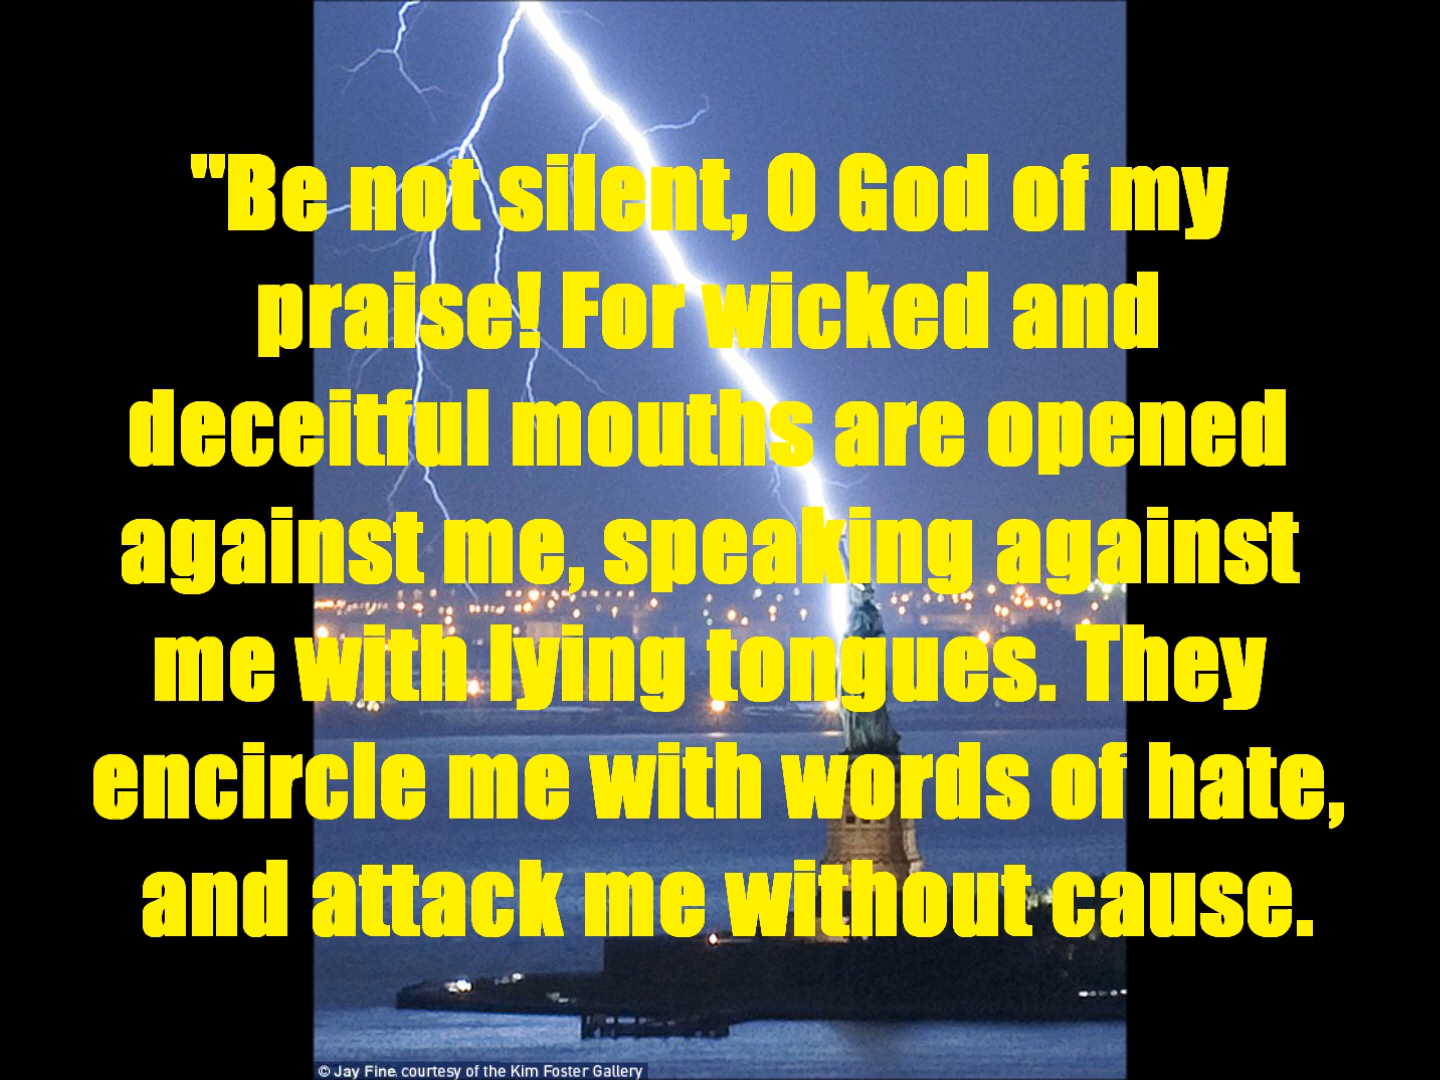 "Be not silent, O God of my
praise! For wicked and
deceitful mouths are opened
against me, speaking against
me with lying tongues. They
encircle me with words of hate,
and attack me without cause.
© Jay Fine. courtesy of the Kim Foster Gallery